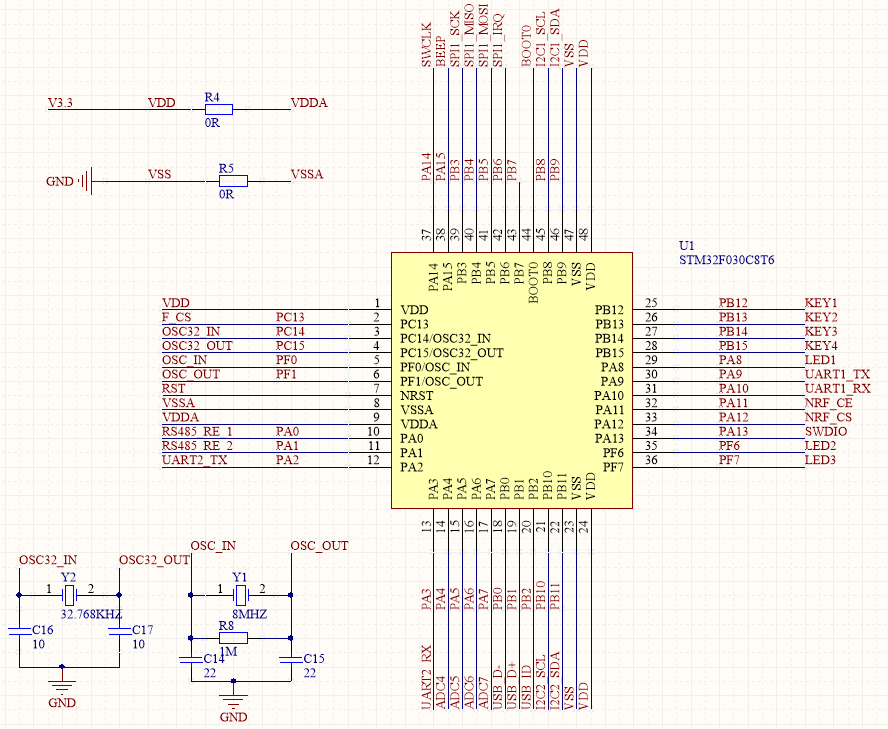 SWCLK
BEEP
SPI1_SCK
SPI1_MISO
SPI1_MOSI
SPI1_IRQ
BOOT0
I2C1_SCL
I2C1_SDA
VSS
VDD
V3.3 VDD R4 VDDA
0R
GND VSS R5 VSSA
0R
PA14
PA15
PB3
PB4
PB5
PB6
PB7
PB8
PB9
37
38
39
40
41
42
43
44
45
46
47
48
U1
STM32F030C8T6
PA14
PA15
PB3
PB4
PB5
PB6
PB7
BOOT0
PB8
PB9
VSS
VDD
VDD 1 VDD
F_CS PC13 2 PC13
OSC32_IN PC14 3 PC14/OSC32_IN
OSC32_OUT PC15 4 PC15/OSC32_OUT
OSC_IN PF0 5 PF0/OSC_IN
OSC_OUT PF1 6 PF1/OSC_OUT
RST 7 NRST
VSSA 8 VSSA
VDDA 9 VDDA
RS485_RE_1 PA0 10 PA0
RS485_RE_2 PA1 11 PA1
UART2_TX PA2 12 PA2
PB12 25 PB12 KEY1
PB13 26 PB13 KEY2
PB14 27 PB14 KEY3
PB15 28 PB15 KEY4
PA8 29 PA8 LED1
PA9 30 PA9 UART1_TX
PA10 31 PA10 UART1_RX
PA11 32 PA11 NRF_CE
PA12 33 PA12 NRF_CS
PA13 34 PA13 SWDIO
PF6 35 PF6 LED2
PF7 36 PF7 LED3
PA3
PA4
PA5
PA6
PA7
PB0
PB1
PB2
PB10
PB11
VSS
VDD
13
14
15
16
17
18
19
20
21
22
23
24
PA3
PA4
PA5
PA6
PA7
PB0
PB1
PB2
PB10
PB11
UART2_RX
ADC4
ADC5
ADC6
ADC7
USB_D-
USB_D+
USB_ID
I2C2_SCL
I2C2_SDA
VSS
VDD
OSC32_IN OSC32_OUT
Y2
1 2
32.768KHZ
C16 C17
10 10
GND
OSC_IN OSC_OUT
Y1
1 2
8MHZ
R8
1M
C14 C15
22 22
GND